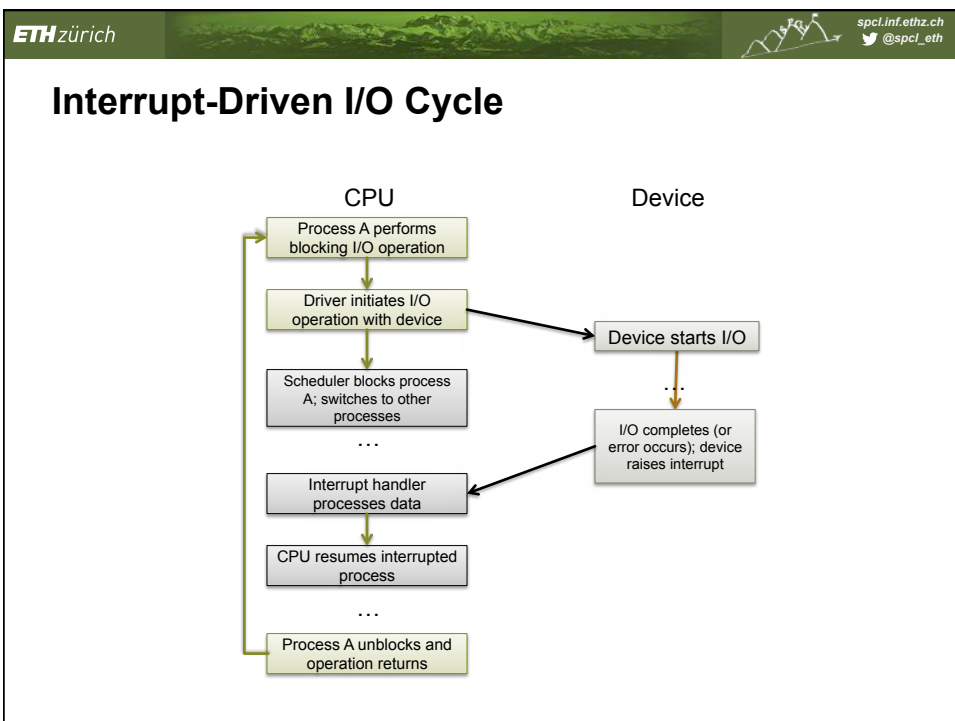 ETH zürich
spcl.inf.ethz.ch
@spcl_eth
Interrupt-Driven I/O Cycle
CPU
Device
Process A performs
blocking I/O operation
Driver initiates I/O
operation with device
Device starts I/O
Scheduler blocks process
A; switches to other
processes
...
...
I/O completes (or
error occurs); device
raises interrupt
Interrupt handler
processes data
CPU resumes interrupted
process
...
Process A unblocks and
operation returns